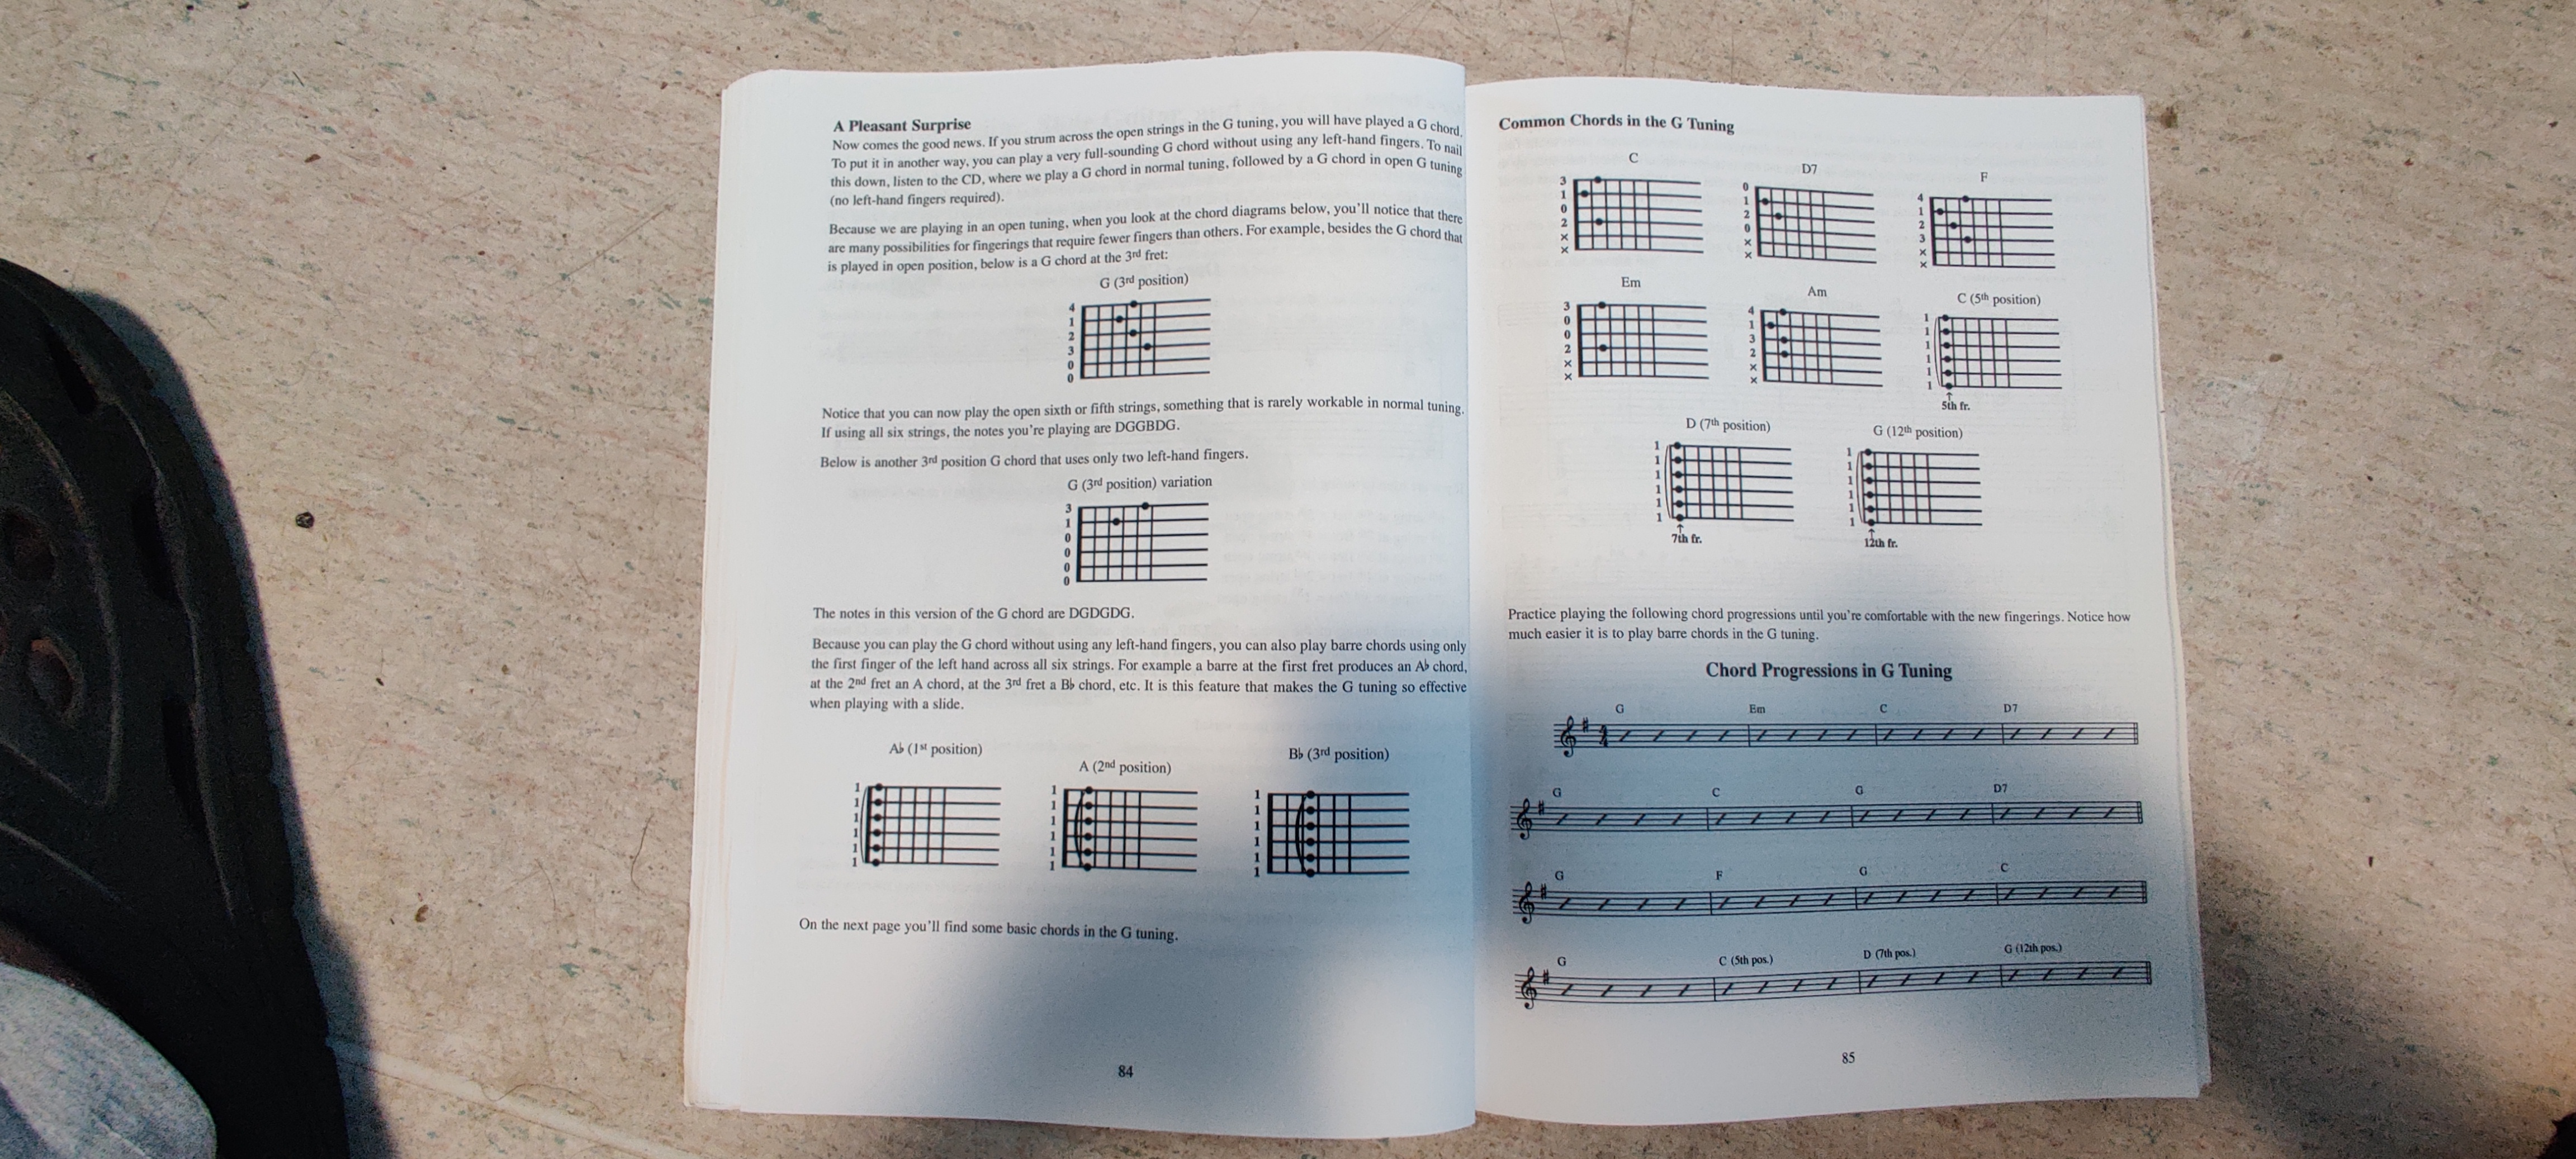 A Pleasant Surprise
Now comes the good news. If you strum across the open strings in the G tuning, you will have played a G chord.
To put it in another way, you can play a very full-sounding G chord without using any left-hand fingers. To nail
this down, listen to the CD, where we play a G chord in normal tuning, followed by a G chord in open G tuning
(no left-hand fingers required).
Because we are playing in an open tuning, when you look at the chord diagrams below, you'll notice that there
are many possibilities for fingerings that require fewer fingers than others. For example, besides the G chord that
is played in open position, below is a G chord at the 3rd fret:
G (3rd position)
0 0 3 2 1 4
Notice that you can now play the open sixth or fifth strings, something that is rarely workable in normal tuning.
If using all six strings, the notes you're playing are DGGBDG.
Below is another 3rd position G chord that uses only two left-hand fingers.
G (3rd position) variation
0 0 0 0 1 3
The notes in this version of the G chord are DGDGDG.
Because you can play the G chord without using any left-hand fingers, you can also play barre chords using only
the first finger of the left hand across all six strings. For example a barre at the first fret produces an A♭ chord,
at the 2nd fret an A chord, at the 3rd fret a B♭ chord, etc. It is this feature that makes the G tuning so effective
when playing with a slide.
A♭ (1st position) A (2nd position) B♭ (3rd position)
1 1 1 1 1 1 1 1 1 1 1 1 1 1 1 1 1 1
On the next page you'll find some basic chords in the G tuning.
84
Common Chords in the G Tuning
C D7 F
x x 2 0 1 3 x x 0 2 1 0 x x 3 2 1 4
Em Am C (5th position)
x x 2 0 0 3 x x 2 3 1 4 1 1 1 1 1 1
5th fr.
D (7th position) G (12th position)
1 1 1 1 1 1 1 1 1 1 1 1
7th fr. 12th fr.
Practice playing the following chord progressions until you're comfortable with the new fingerings. Notice how
much easier it is to play barre chords in the G tuning.
Chord Progressions in G Tuning
G Em C D7
G C G D7
G F G C
G C (5th pos.) D (7th pos.) G (12th pos.)
85